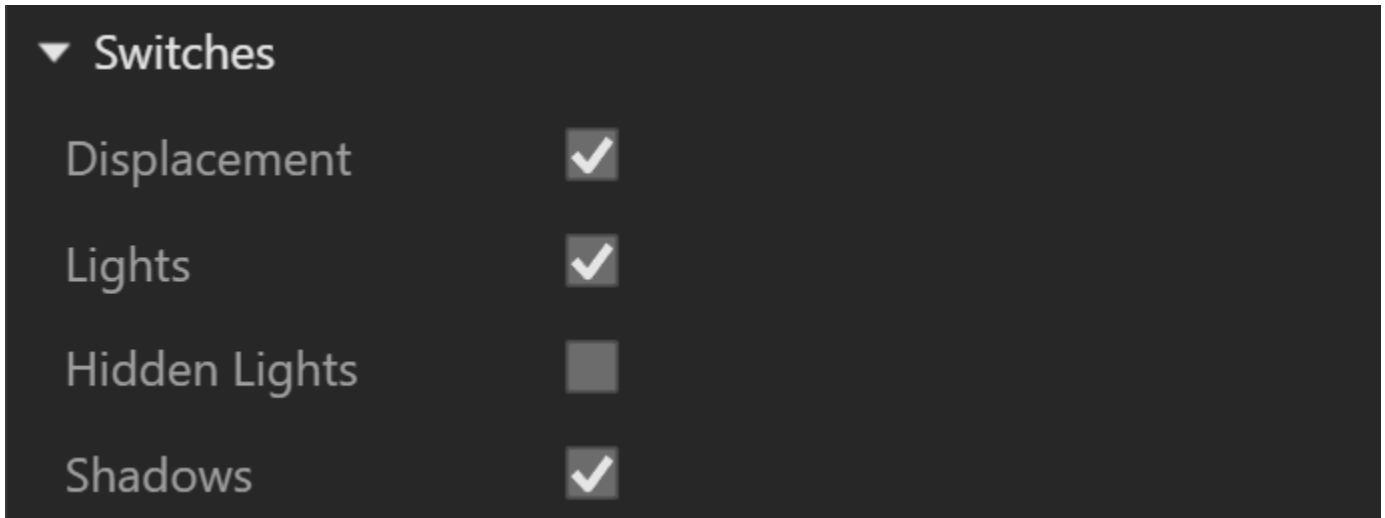 Switches
Displacement
Lights
Hidden Lights
Shadows